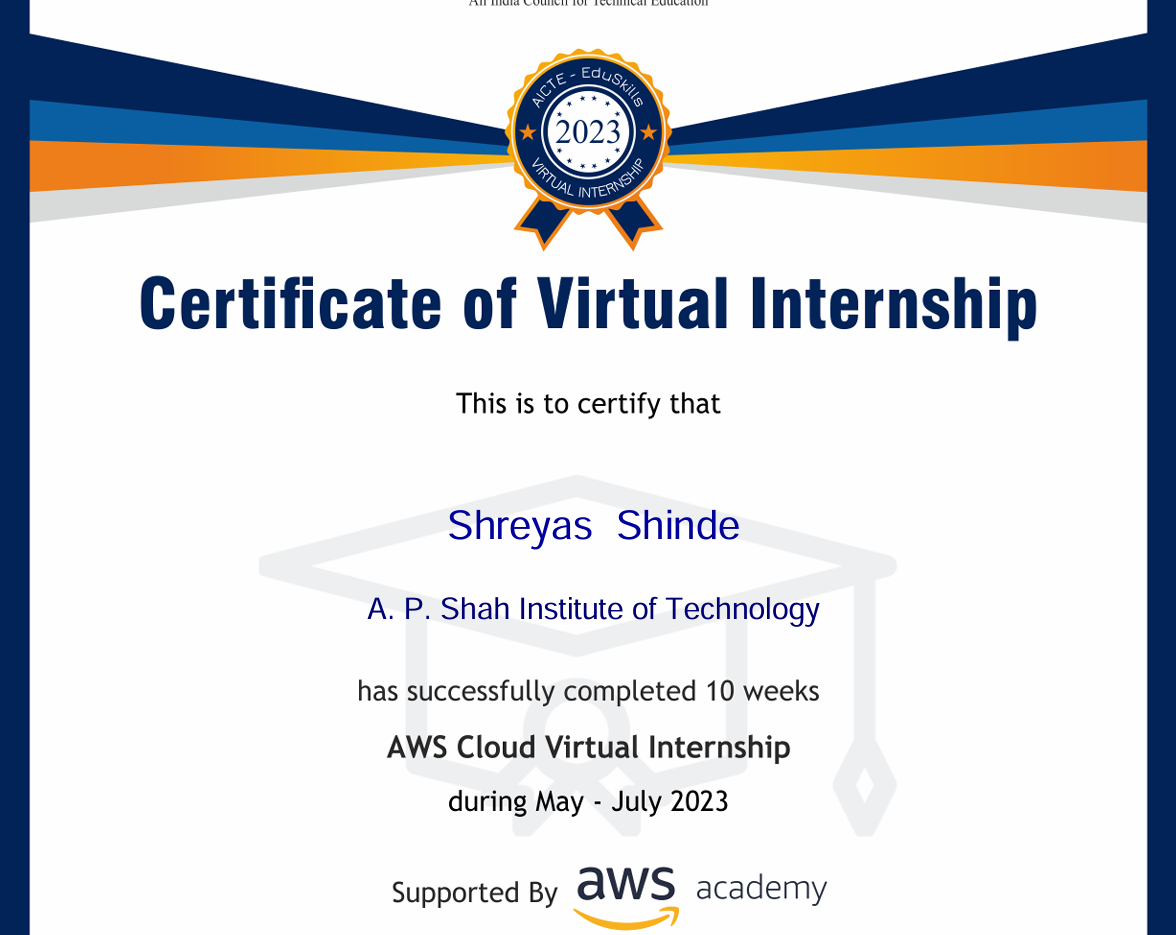 All India Council for Technical Education
AICTE - EduSkills
2023
VIRTUAL INTERNSHIP
Certificate of Virtual Internship
This is to certify that
Shreyas Shinde
A. P. Shah Institute of Technology
has successfully completed 10 weeks
AWS Cloud Virtual Internship
during May - July 2023
Supported By aws academy